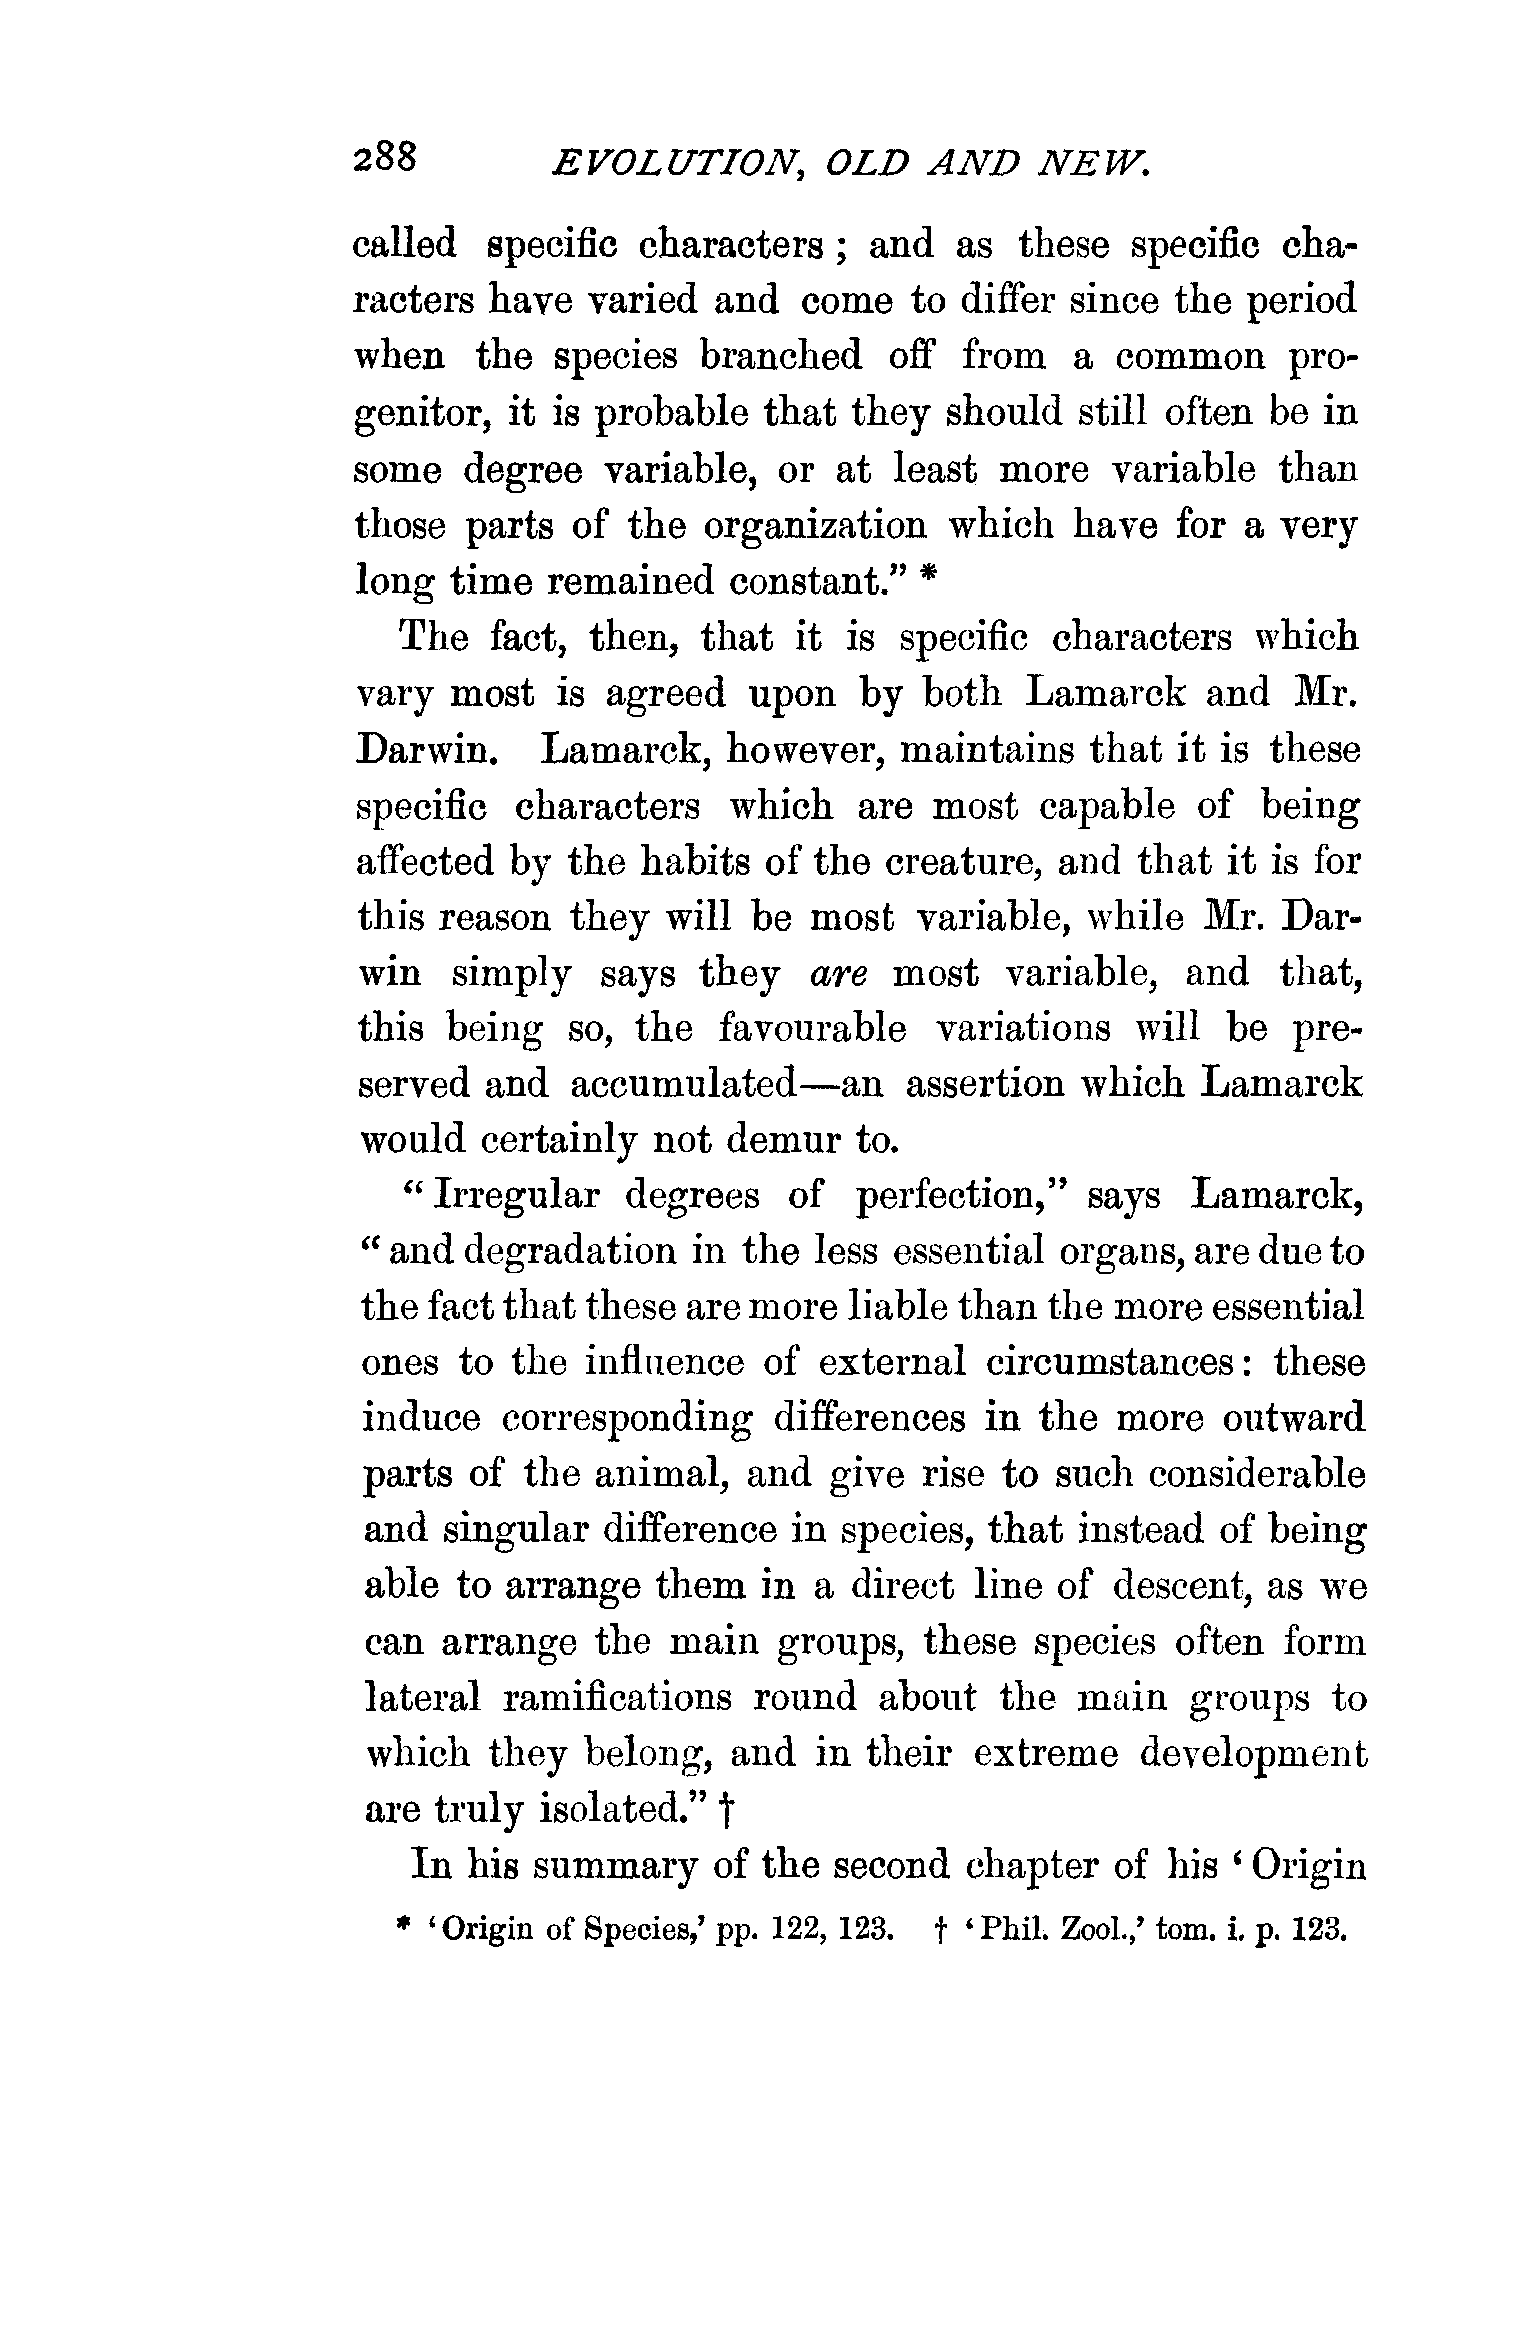 288 EVOLUTION, OLD AND NEW.
called specific characters ; and as these specific cha-
racters have varied and come to differ since the period
when the species branched off from a common pro-
genitor, it is probable that they should still often be in
some degree variable, or at least more variable than
those parts of the organization which have for a very
long time remained constant.” *
The fact, then, that it is specific characters which
vary most is agreed upon by both Lamarck and Mr.
Darwin. Lamarck, however, maintains that it is these
specific characters which are most capable of being
affected by the habits of the creature, and that it is for
this reason they will be most variable, while Mr. Dar-
win simply says they are most variable, and that,
this being so, the favourable variations will be pre-
served and accumulated—an assertion which Lamarck
would certainly not demur to.
“ Irregular degrees of perfection,” says Lamarck,
“ and degradation in the less essential organs, are due to
the fact that these are more liable than the more essential
ones to the influence of external circumstances: these
induce corresponding differences in the more outward
parts of the animal, and give rise to such considerable
and singular difference in species, that instead of being
able to arrange them in a direct line of descent, as we
can arrange the main groups, these species often form
lateral ramifications round about the main groups to
which they belong, and in their extreme development
are truly isolated.” †
In his summary of the second chapter of his ‘ Origin
* ‘Origin of Species,’ pp. 122, 123. † ‘Phil. Zool.,’ tom. i. p. 123.